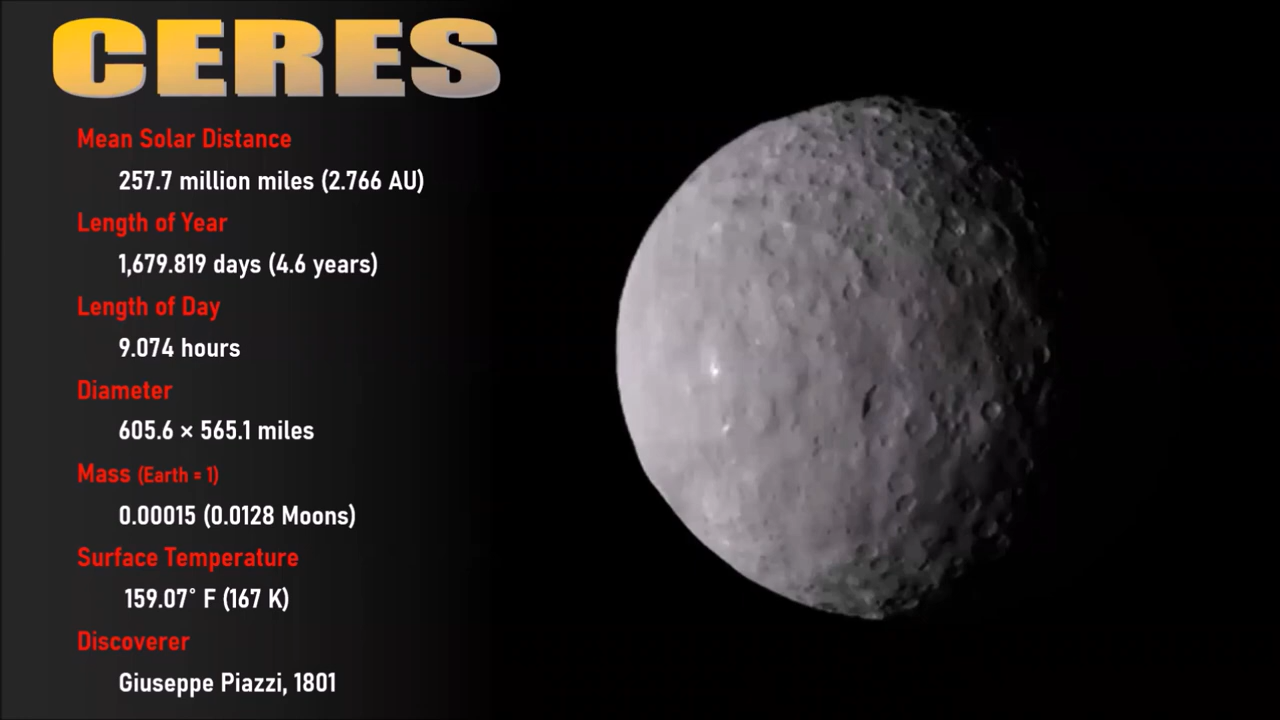 CERES
Mean Solar Distance
257.7 million miles (2.766 AU)
Length of Year
1,679.819 days (4.6 years)
Length of Day
9.074 hours
Diameter
605.6 × 565.1 miles
Mass (Earth = 1)
0.00015 (0.0128 Moons)
Surface Temperature
159.07° F (167 K)
Discoverer
Giuseppe Piazzi, 1801